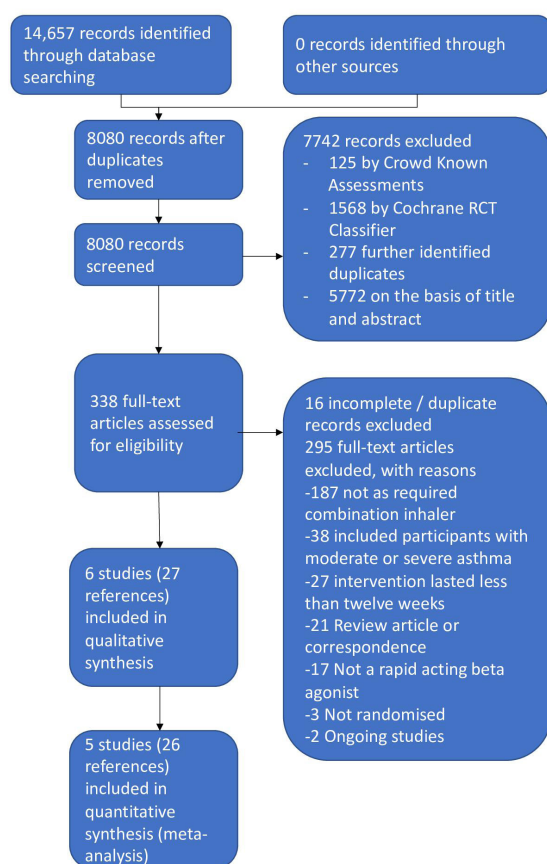 14,657 records identified
through database
searching
0 records identified through
other sources
8080 records after
duplicates
removed
7742 records excluded
- 125 by Crowd Known
Assessments
- 1568 by Cochrane RCT
Classifier
- 277 further identified
duplicates
- 5772 on the basis of title
and abstract
8080 records
screened
338 full-text
articles assessed
for eligibility
16 incomplete / duplicate
records excluded
295 full-text articles
excluded, with reasons
-187 not as required
combination inhaler
-38 included participants with
moderate or severe asthma
-27 intervention lasted less
than twelve weeks
-21 Review article or
correspondence
-17 Not a rapid acting beta
agonist
-3 Not randomised
-2 Ongoing studies
6 studies (27
references)
included in
qualitative
synthesis
5 studies (26
references)
included in
quantitative
synthesis (meta-
analysis)